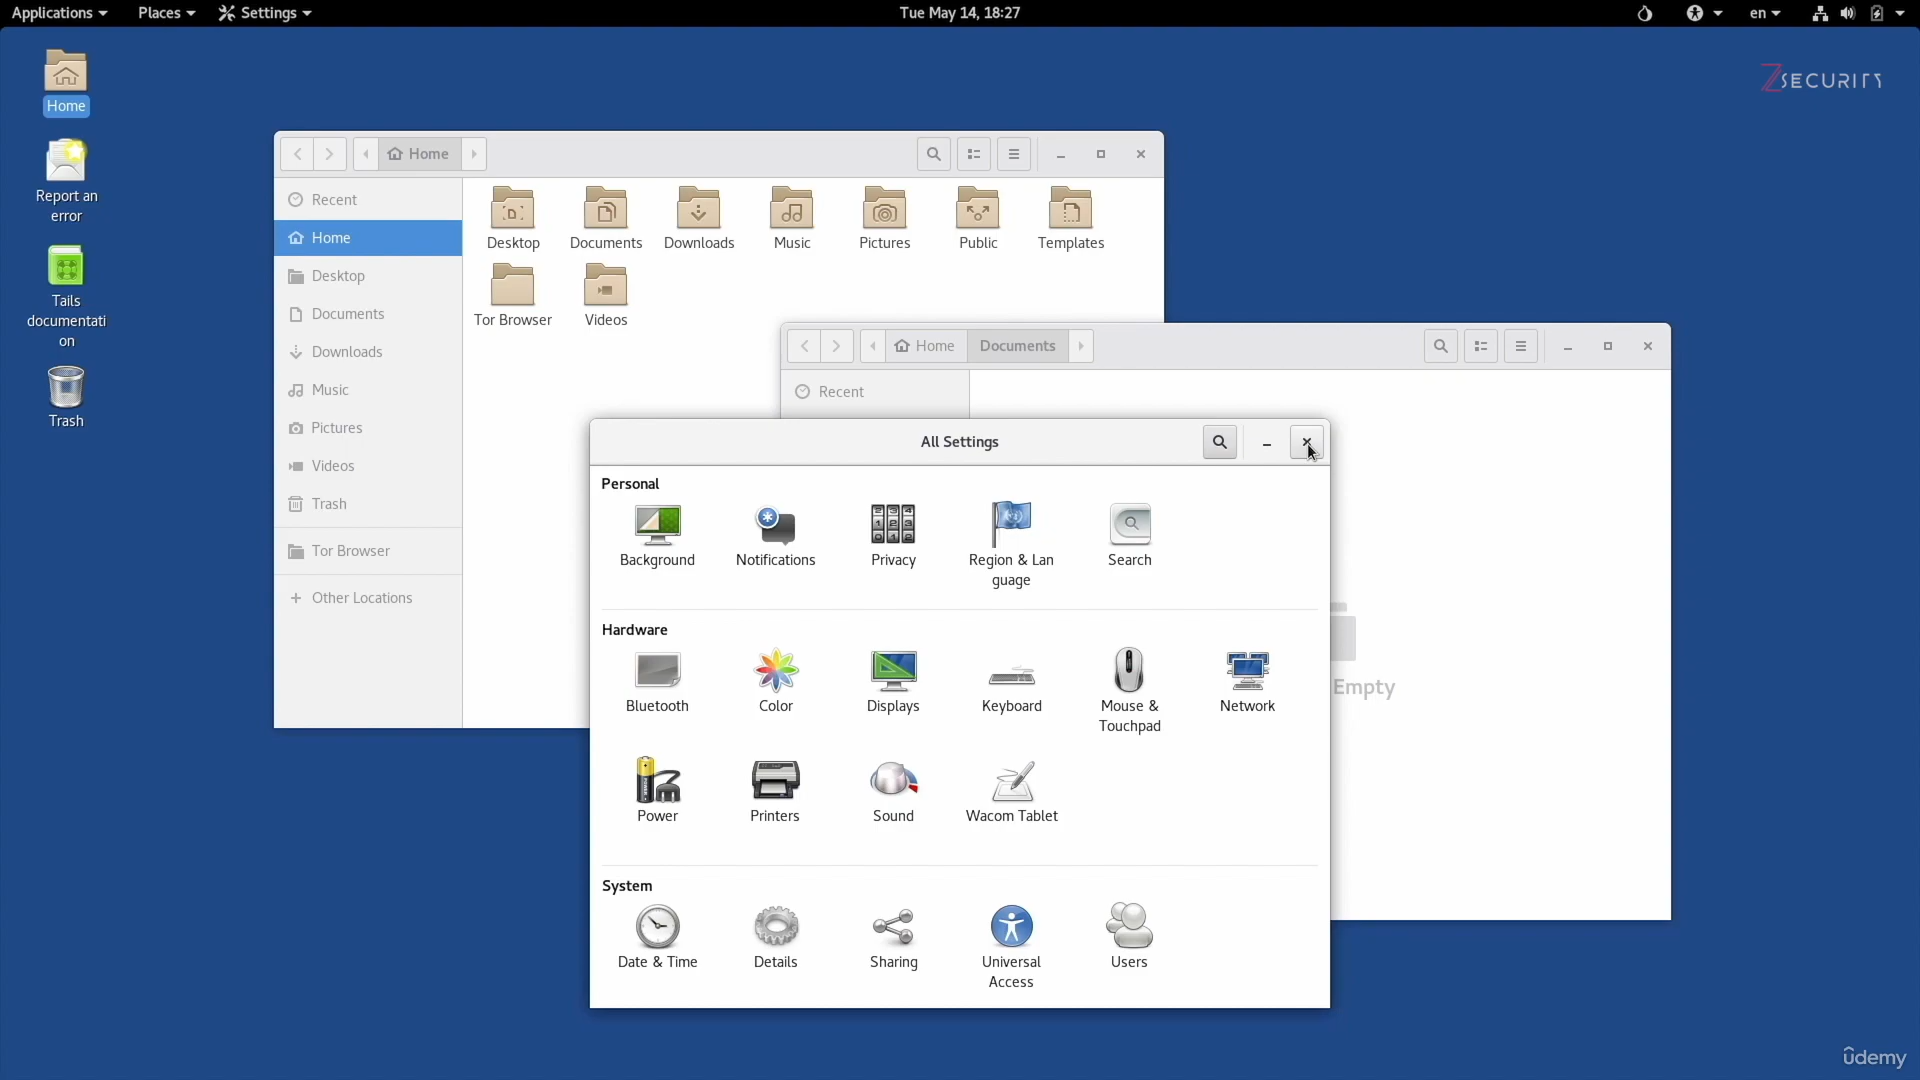 Applications Places Settings Tue May 14, 18:27 en
Home
Report an
error
Tails
documentati
on
Trash
ZSECURITY
Home
Recent
Home
Desktop
Documents
Downloads
Music
Pictures
Videos
Trash
Tor Browser
Other Locations
Desktop Documents Downloads Music Pictures Public Templates
Tor Browser Videos
Home Documents
Recent
Empty
All Settings
Personal
Background Notifications Privacy Region & Lan
guage Search
Hardware
Bluetooth Color Displays Keyboard Mouse &
Touchpad Network
Power Printers Sound Wacom Tablet
System
Date & Time Details Sharing Universal
Access Users
udemy